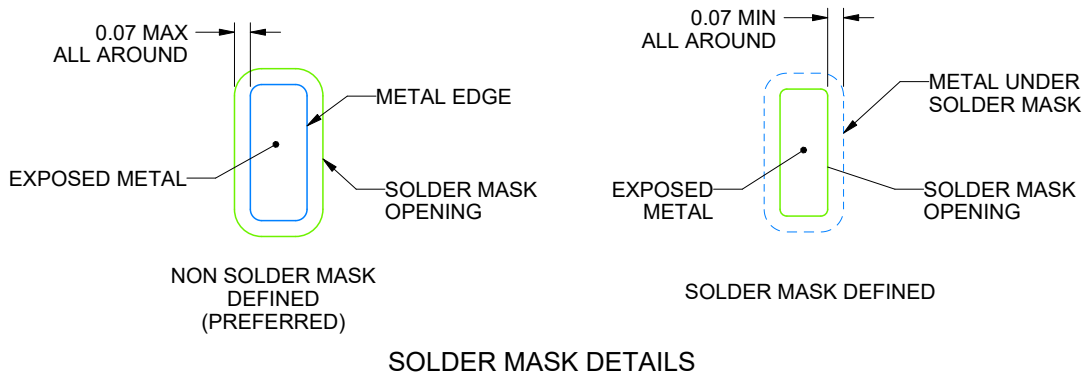 0.07 MAX
ALL AROUND
METAL EDGE
EXPOSED METAL
SOLDER MASK
OPENING
NON SOLDER MASK
DEFINED
(PREFERRED)
0.07 MIN
ALL AROUND
METAL UNDER
SOLDER MASK
EXPOSED
METAL
SOLDER MASK
OPENING
SOLDER MASK DEFINED
SOLDER MASK DETAILS